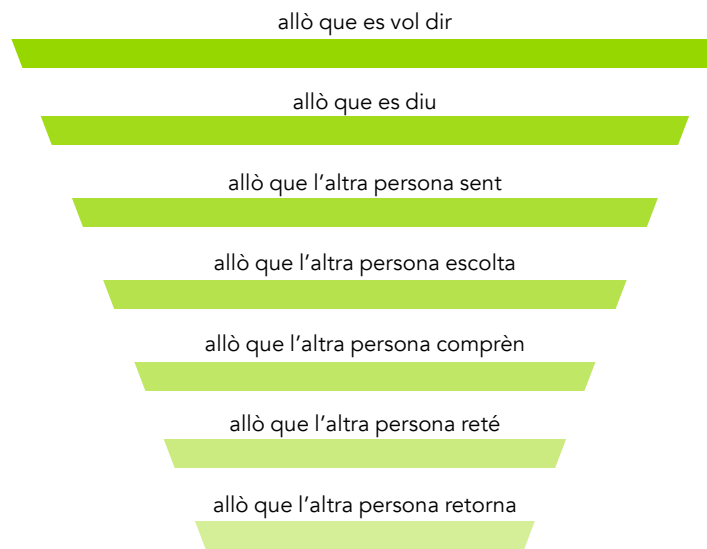 allò que es vol dir
allò que es diu
allò que l’altra persona sent
allò que l’altra persona escolta
allò que l’altra persona comprèn
allò que l’altra persona reté
allò que l’altra persona retorna